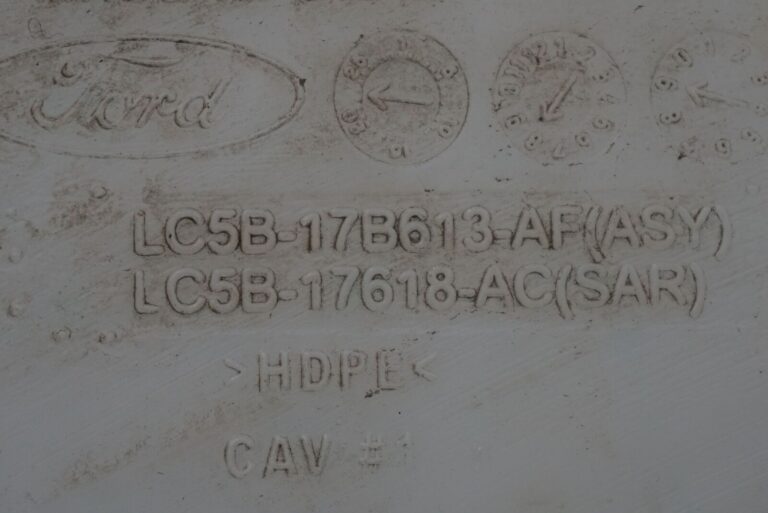 Ford
LC5B-17B613-AF(ASY)
LC5B-17618-AC(SAR)
>HDPE<
CAV #1